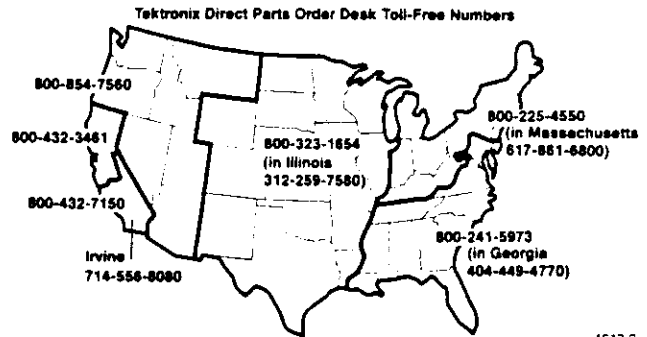 Tektronix Direct Parts Order Desk Toll-Free Numbers
800-854-7560
800-432-3461
800-432-7150
Irvine
714-556-8080
800-323-1654
(in Illinois
312-259-7580)
800-225-4550
(in Massachusetts
617-861-6800)
800-241-5973
(in Georgia
404-449-4770)